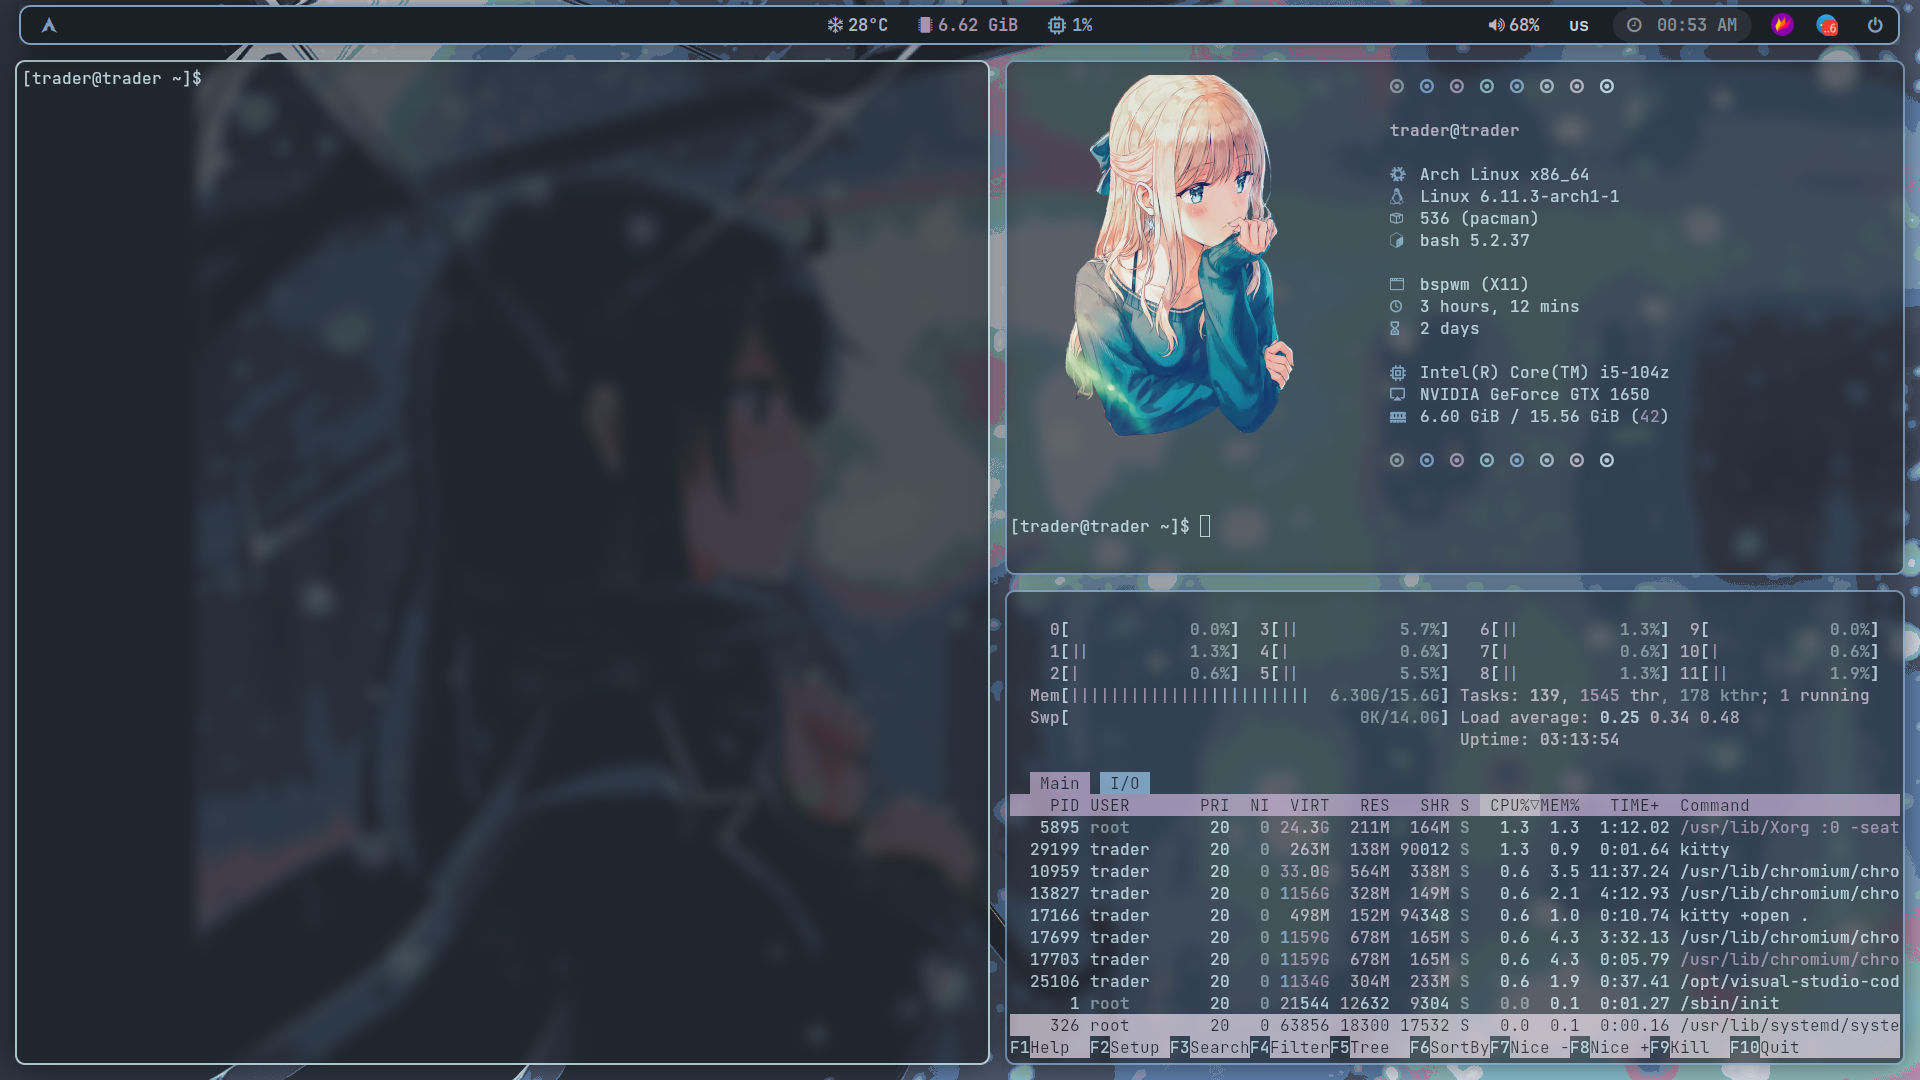 28°C 6.62 GiB 1% 68% US 00:53 AM ..6
[trader@trader ~]$
trader@trader
Arch Linux x86_64
Linux 6.11.3-arch1-1
536 (pacman)
bash 5.2.37
bspwm (X11)
3 hours, 12 mins
2 days
Intel(R) Core(TM) i5-104z
NVIDIA GeForce GTX 1650
6.60 GiB / 15.56 GiB (42)
[trader@trader ~]$
0[ 0.0%] 3[|| 5.7%] 6[|| 1.3%] 9[ 0.0%]
1[|| 1.3%] 4[| 0.6%] 7[| 0.6%] 10[| 0.6%]
2[| 0.6%] 5[|| 5.5%] 8[|| 1.3%] 11[|| 1.9%]
Mem[|||||||||||||||||||||||| 6.30G/15.6G] Tasks: 139, 1545 thr, 178 kthr; 1 running
Swp[ 0K/14.0G] Load average: 0.25 0.34 0.48
Uptime: 03:13:54
Main I/O
PID USER PRI NI VIRT RES SHR S CPU%▽MEM% TIME+ Command
5895 root 20 0 24.3G 211M 164M S 1.3 1.3 1:12.02 /usr/lib/Xorg :0 -seat
29199 trader 20 0 263M 138M 90012 S 1.3 0.9 0:01.64 kitty
10959 trader 20 0 33.0G 564M 338M S 0.6 3.5 11:37.24 /usr/lib/chromium/chro
13827 trader 20 0 1156G 328M 149M S 0.6 2.1 4:12.93 /usr/lib/chromium/chro
17166 trader 20 0 498M 152M 94348 S 0.6 1.0 0:10.74 kitty +open .
17699 trader 20 0 1159G 678M 165M S 0.6 4.3 3:32.13 /usr/lib/chromium/chro
17703 trader 20 0 1159G 678M 165M S 0.6 4.3 0:05.79 /usr/lib/chromium/chro
25106 trader 20 0 1134G 304M 233M S 0.6 1.9 0:37.41 /opt/visual-studio-cod
1 root 20 0 21544 12632 9304 S 0.0 0.1 0:01.27 /sbin/init
326 root 20 0 63856 18300 17532 S 0.0 0.1 0:00.16 /usr/lib/systemd/syste
F1Help F2Setup F3SearchF4FilterF5Tree F6SortByF7Nice -F8Nice +F9Kill F10Quit